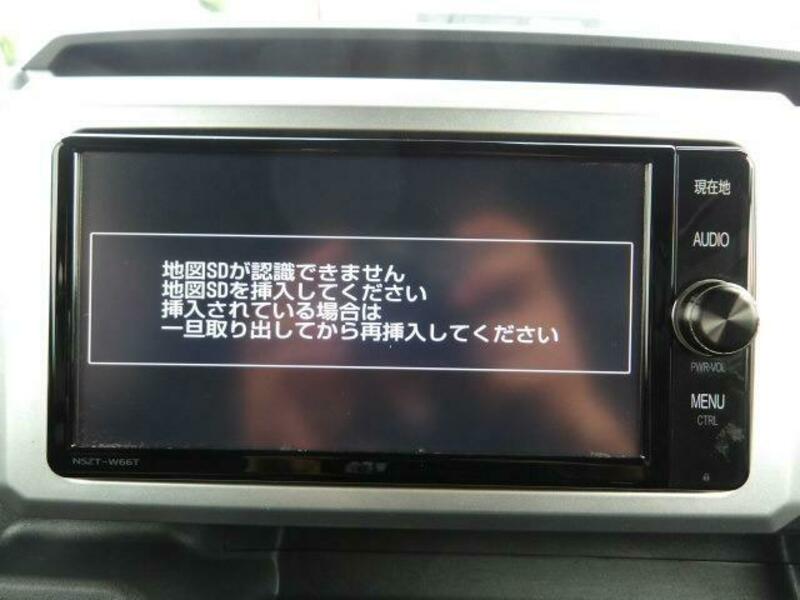 地図SDが認識できません
地図SDを挿入してください
挿入されている場合は
一旦取り出してから再挿入してください
現在地
AUDIO
PWR·VOL
MENU
CTRL
NSZT-W66T